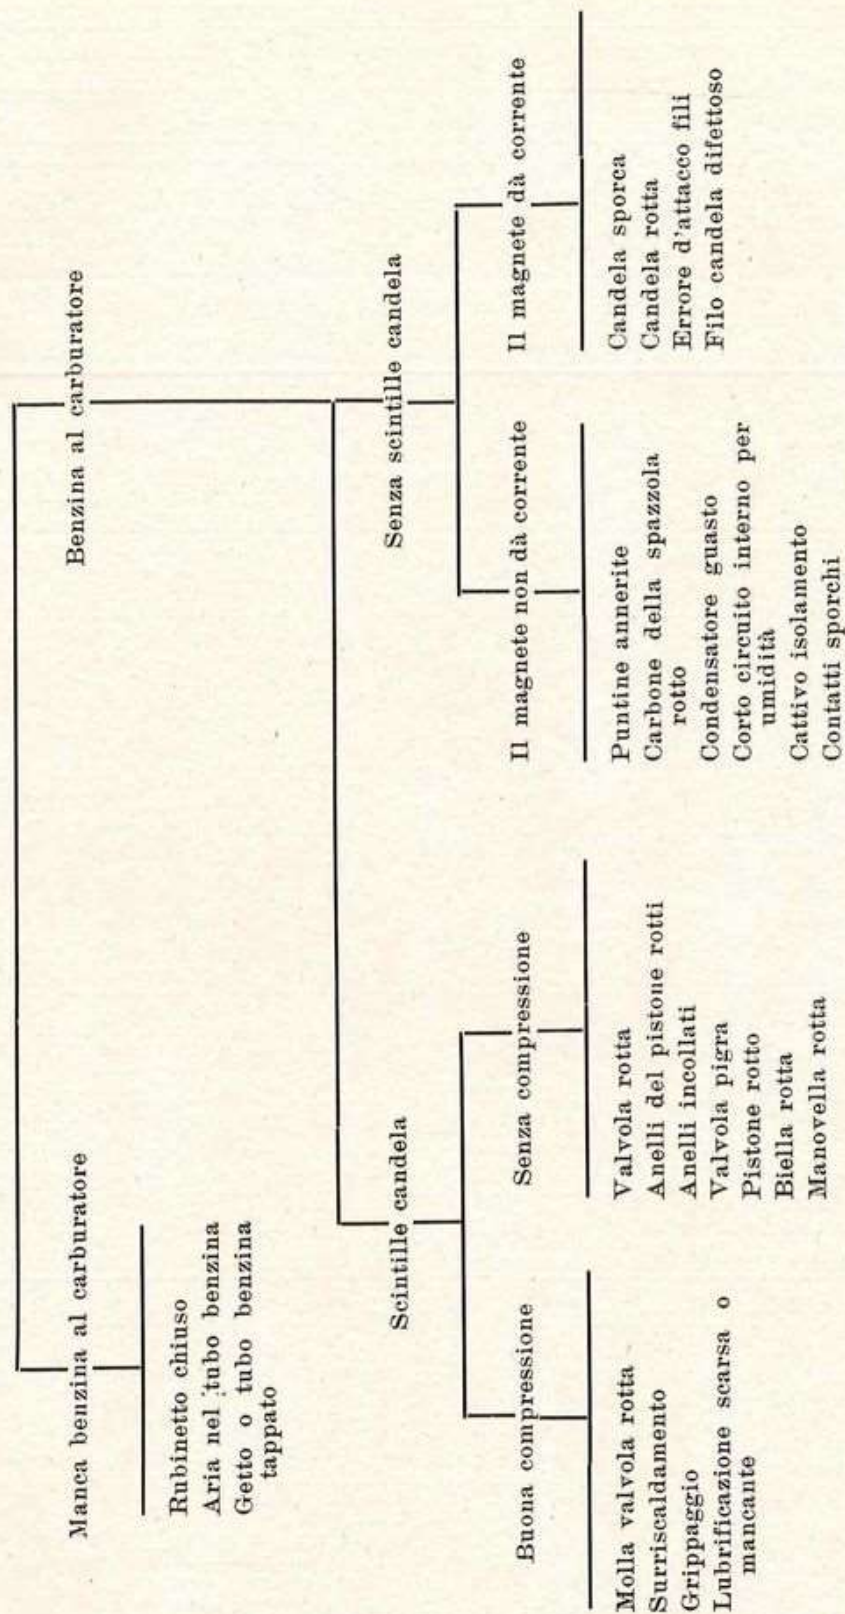 Manca benzina al carburatore
Rubinetto chiuso
Aria nel tubo benzina
Getto o tubo benzina
tappato
Benzina al carburatore
Scintille candela
Buona compressione
Molla valvola rotta
Surriscaldamento
Grippaggio
Lubrificazione scarsa o
mancante
Senza compressione
Valvola rotta
Anelli del pistone rotti
Anelli incollati
Valvola pigra
Pistone rotto
Biella rotta
Manovella rotta
Senza scintille candela
Il magnete non dà corrente
Puntine annerite
Carbone della spazzola
rotto
Condensatore guasto
Corto circuito interno per
umidità
Cattivo isolamento
Contatti sporchi
Il magnete dà corrente
Candela sporca
Candela rotta
Errore d'attacco fili
Filo candela difettoso